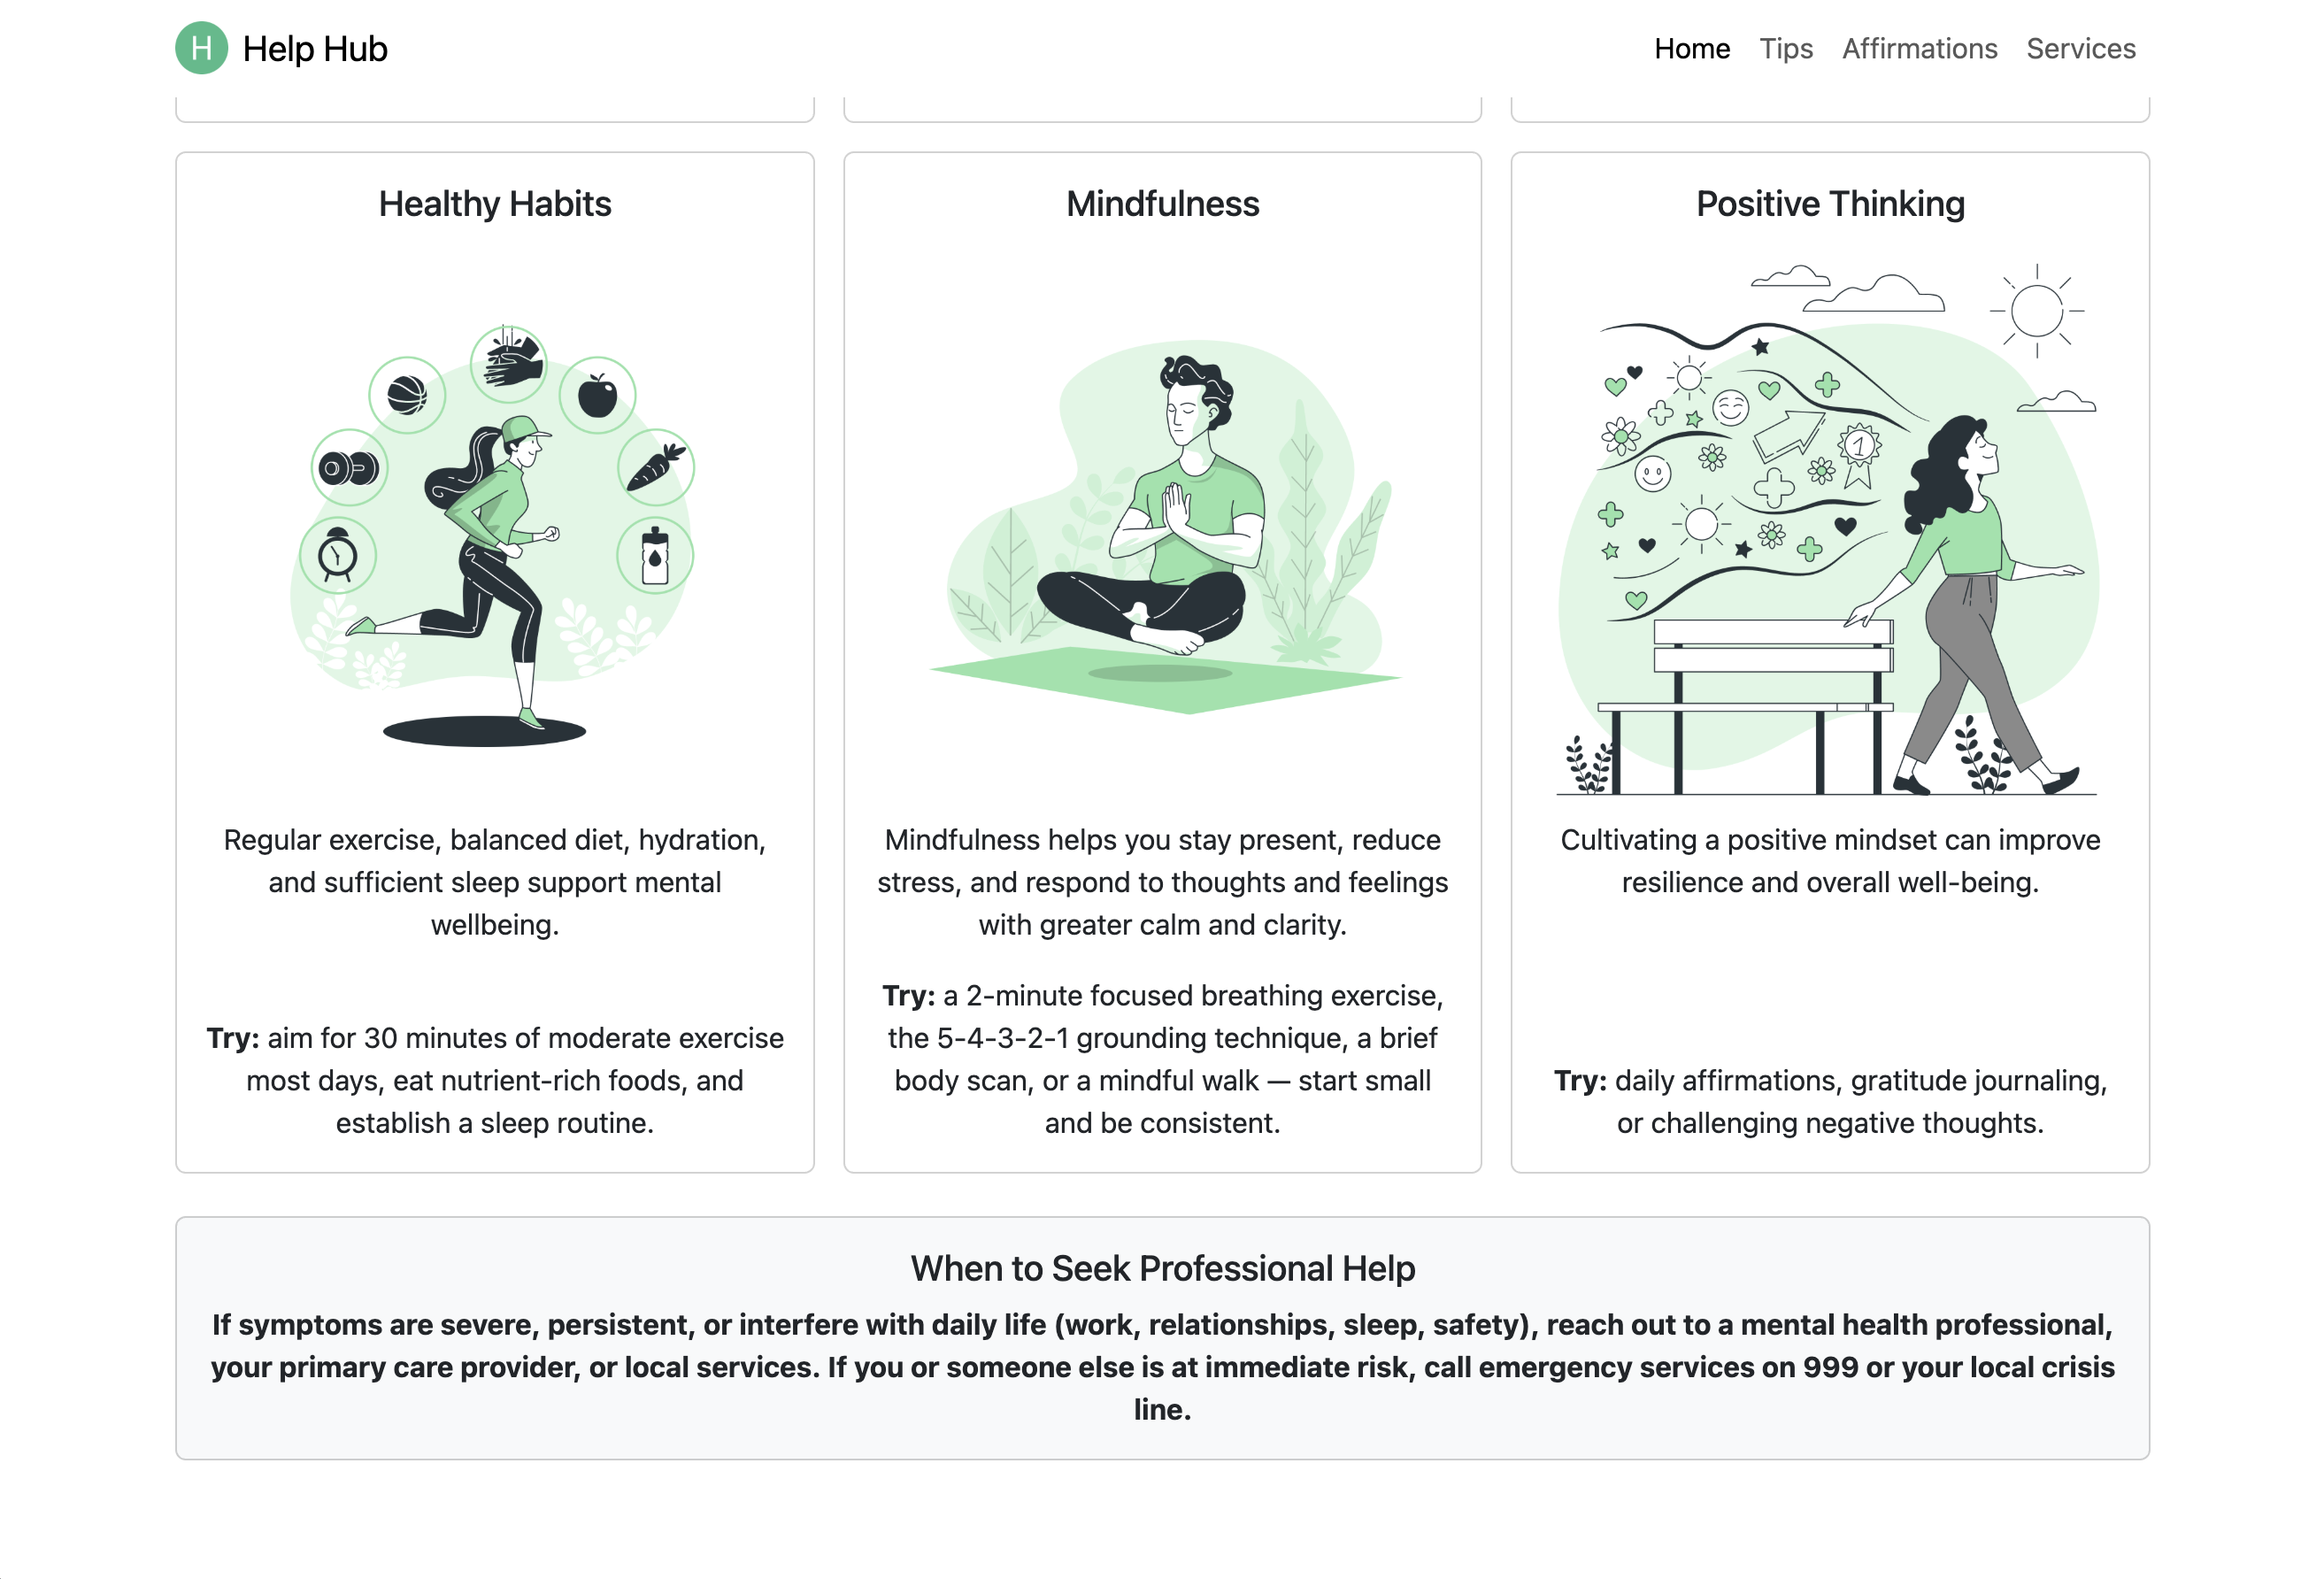 H Help Hub
Home Tips Affirmations Services
Healthy Habits
Regular exercise, balanced diet, hydration,
and sufficient sleep support mental
wellbeing.
Try: aim for 30 minutes of moderate exercise
most days, eat nutrient-rich foods, and
establish a sleep routine.
Mindfulness
Mindfulness helps you stay present, reduce
stress, and respond to thoughts and feelings
with greater calm and clarity.
Try: a 2-minute focused breathing exercise,
the 5-4-3-2-1 grounding technique, a brief
body scan, or a mindful walk — start small
and be consistent.
Positive Thinking
1
Cultivating a positive mindset can improve
resilience and overall well-being.
Try: daily affirmations, gratitude journaling,
or challenging negative thoughts.
When to Seek Professional Help
If symptoms are severe, persistent, or interfere with daily life (work, relationships, sleep, safety), reach out to a mental health professional,
your primary care provider, or local services. If you or someone else is at immediate risk, call emergency services on 999 or your local crisis
line.